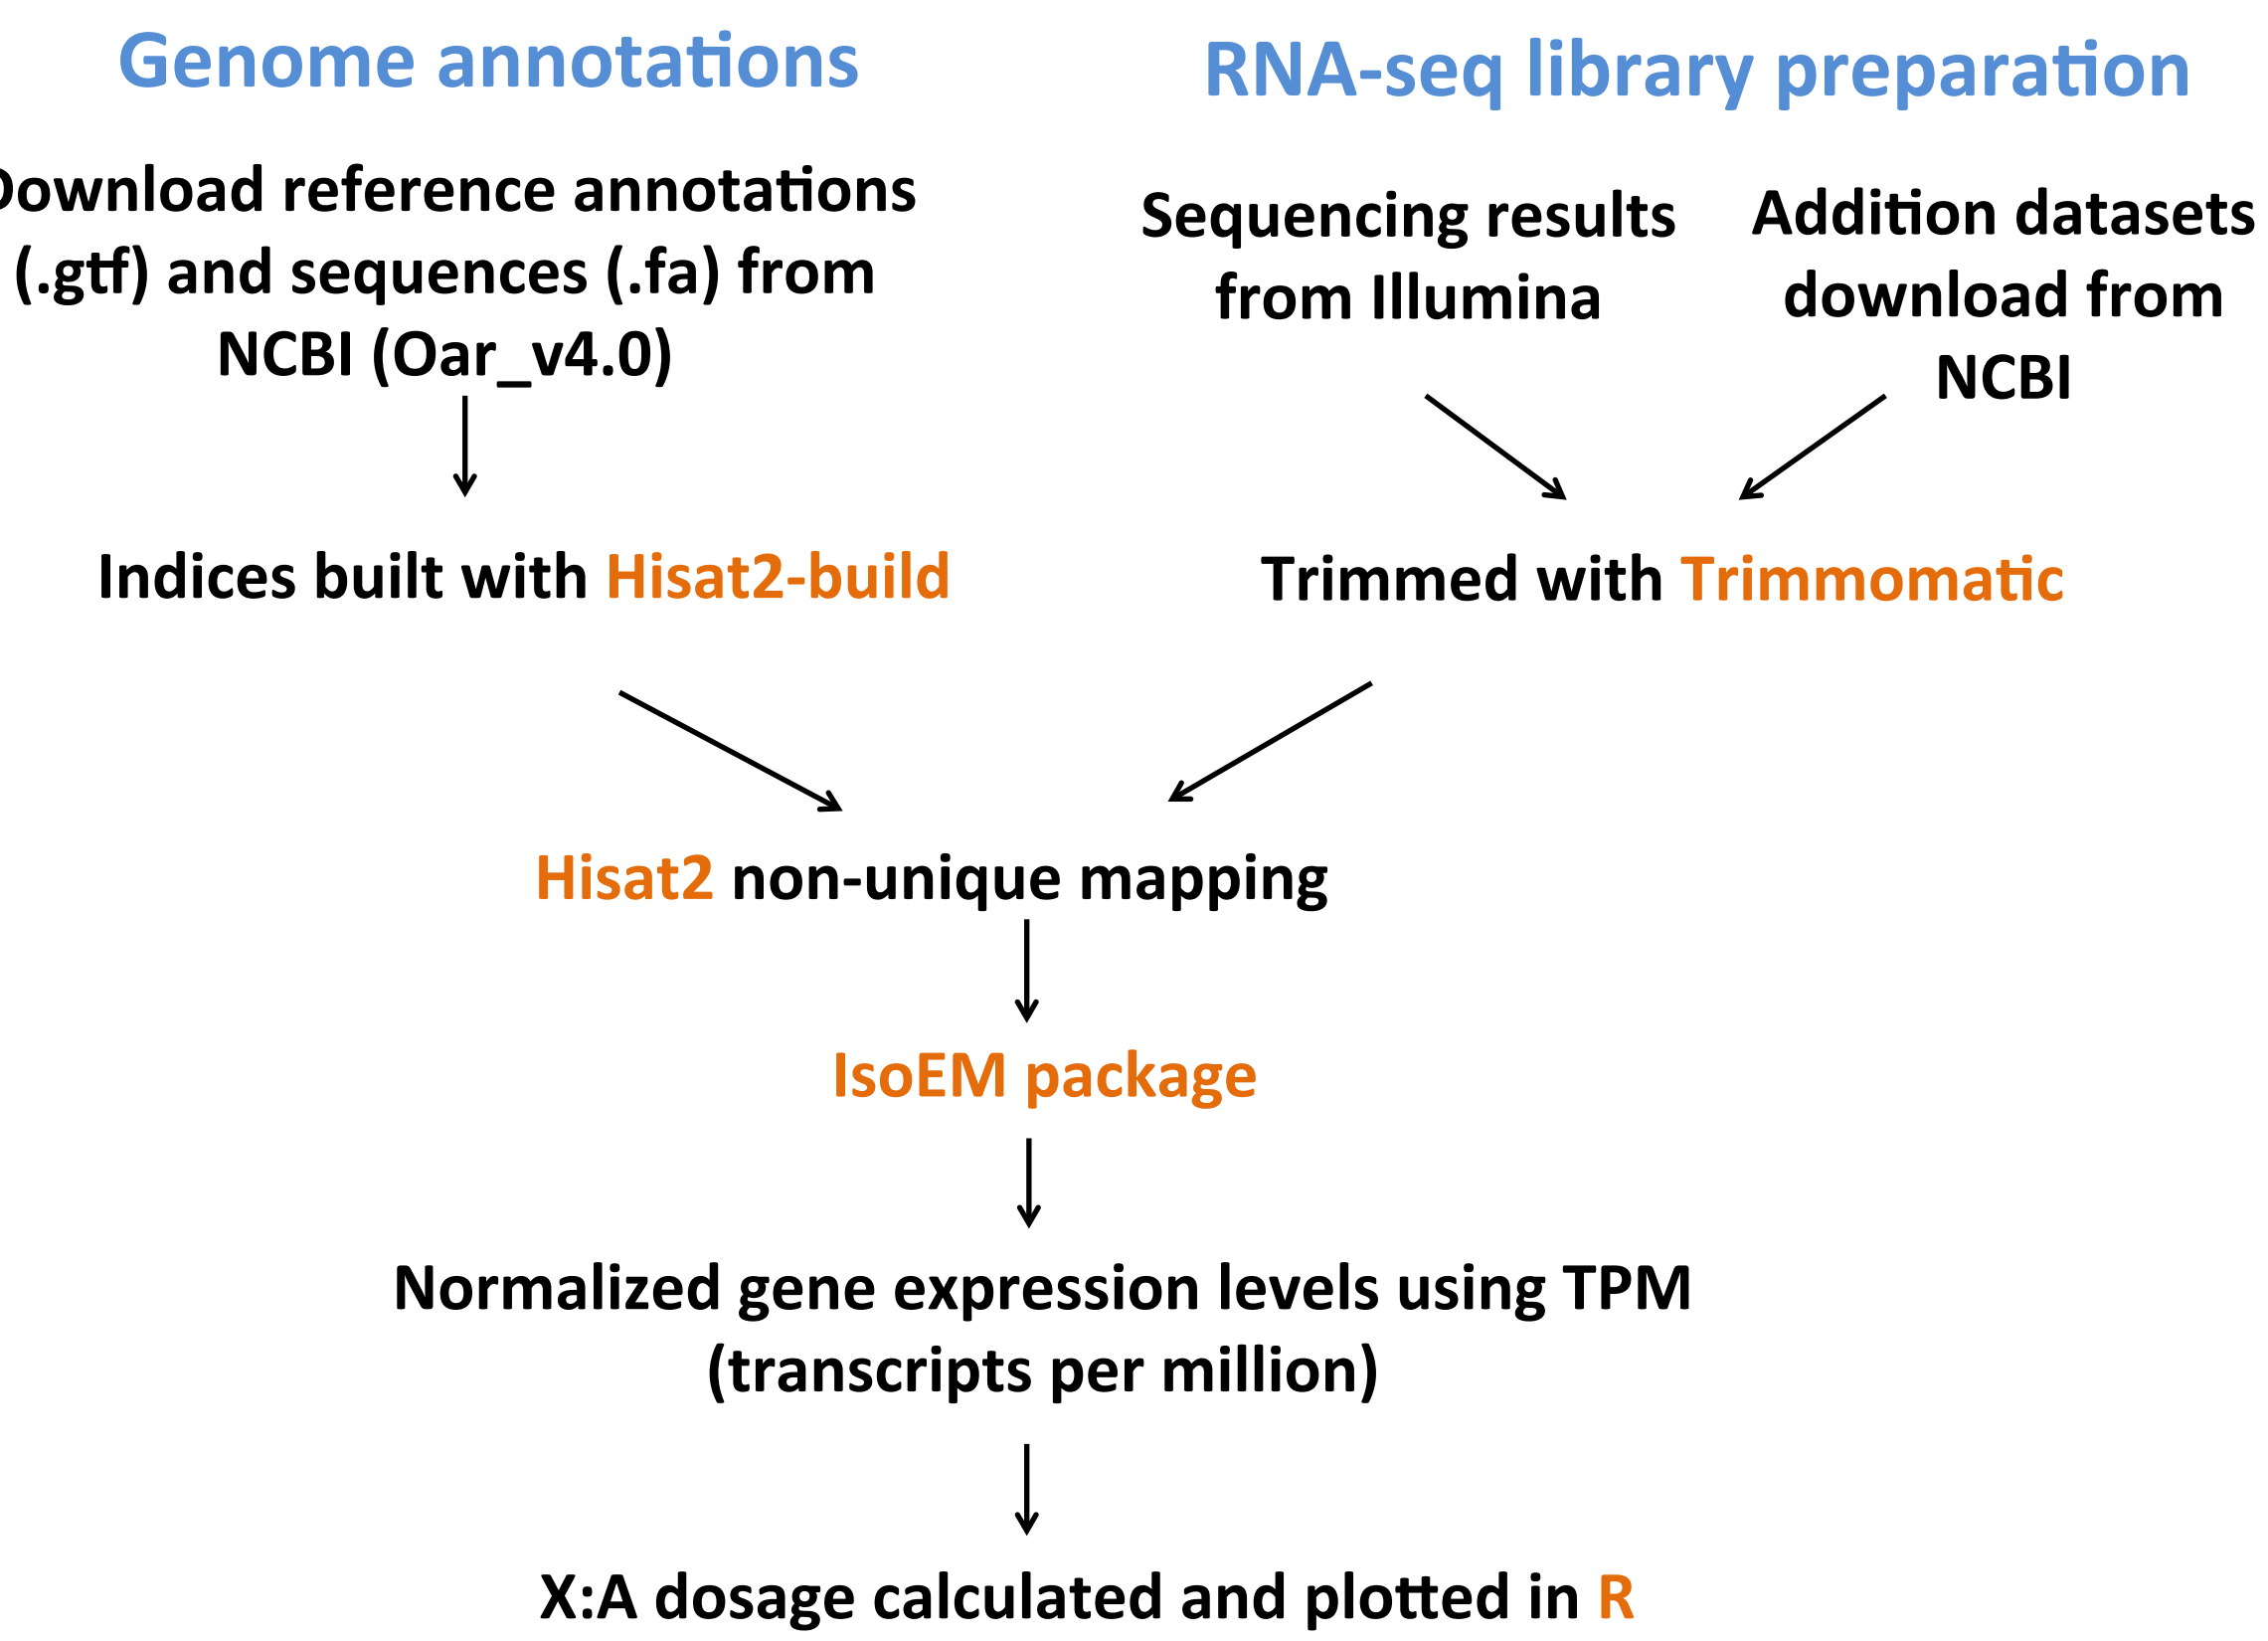 Genome annotations
Download reference annotations
(.gtf) and sequences (.fa) from
NCBI (Oar_v4.0)
Indices built with Hisat2-build
RNA-seq library preparation
Sequencing results
from Illumina
Addition datasets
download from
NCBI
Trimmed with Trimmomatic
Hisat2 non-unique mapping
IsoEM package
Normalized gene expression levels using TPM
(transcripts per million)
X:A dosage calculated and plotted in R